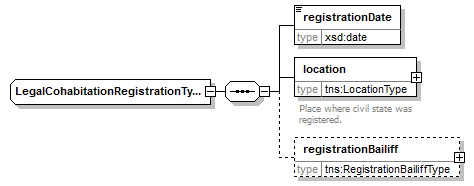 registrationDate
type xsd:date
location
type tns:LocationType
Place where civil state was
registered.
LegalCohabitationRegistrationTy...
registrationBailiff
type tns:RegistrationBailiffType